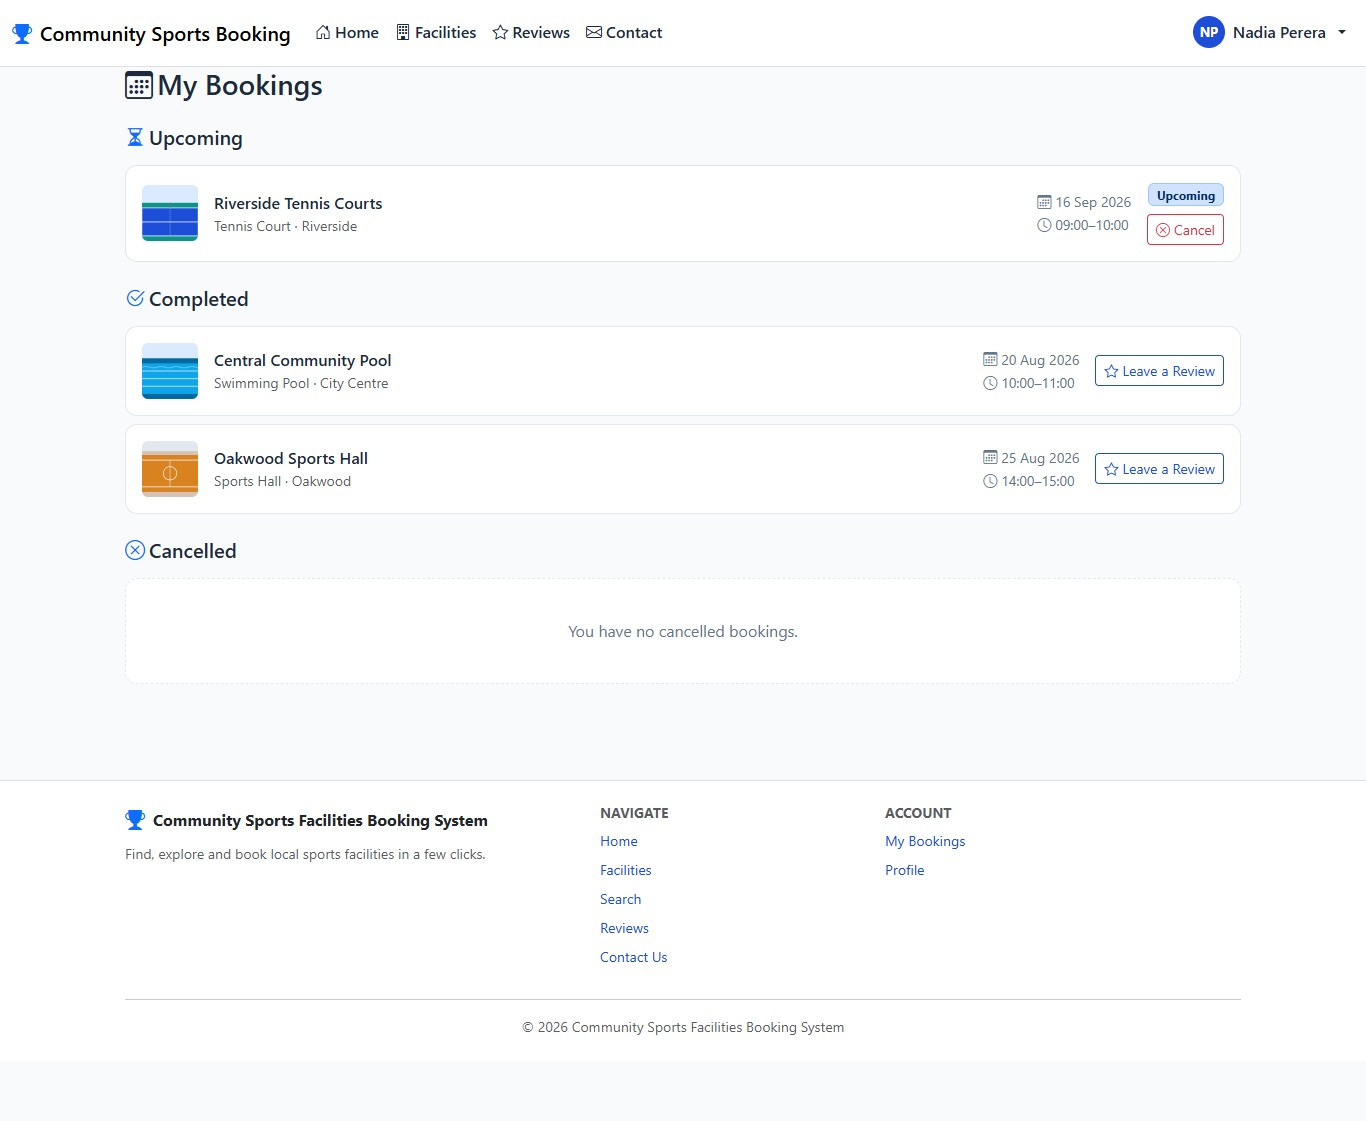 Community Sports Booking
Home
Facilities
Reviews
Contact
NP
Nadia Perera
My Bookings
Upcoming
Riverside Tennis Courts
Tennis Court · Riverside
16 Sep 2026
09:00–10:00
Upcoming
Cancel
Completed
Central Community Pool
Swimming Pool · City Centre
20 Aug 2026
10:00–11:00
Leave a Review
Oakwood Sports Hall
Sports Hall · Oakwood
25 Aug 2026
14:00–15:00
Leave a Review
Cancelled
You have no cancelled bookings.
Community Sports Facilities Booking System
Find, explore and book local sports facilities in a few clicks.
NAVIGATE
Home
Facilities
Search
Reviews
Contact Us
ACCOUNT
My Bookings
Profile
© 2026 Community Sports Facilities Booking System